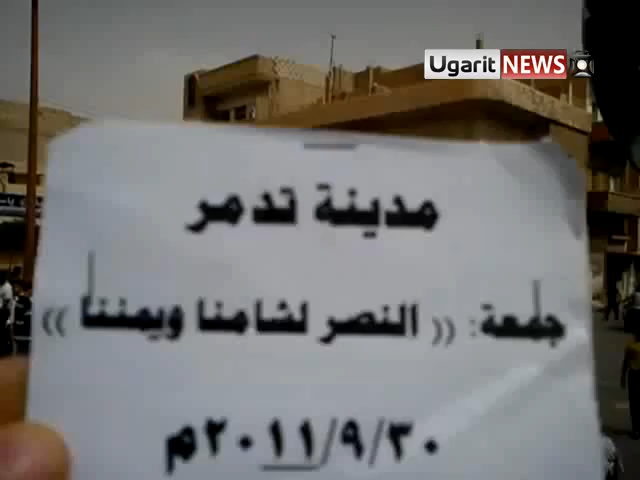 Ugarit NEWS
مدينة تدمر
جمعة: (( النصر لشامنا ويمننا ))
٢٠١١/٩/٣٠م